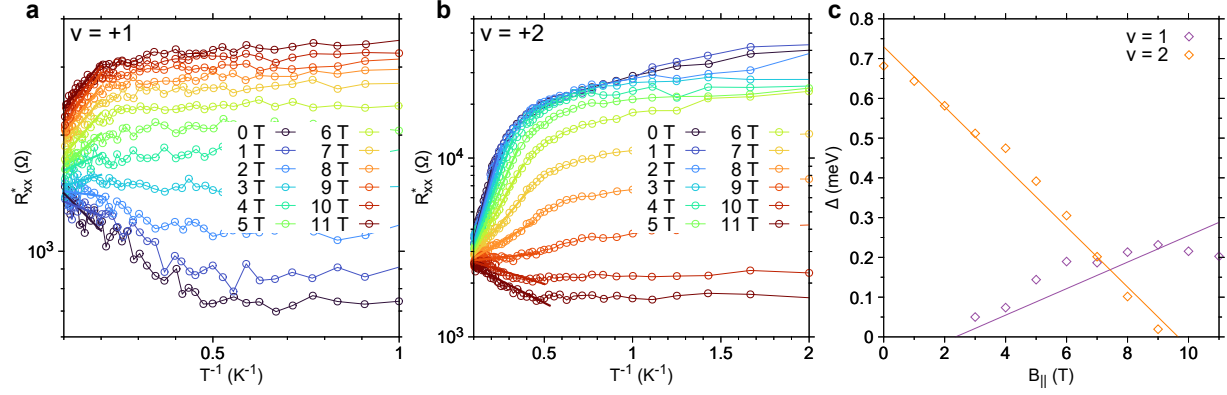 a
ν = +1
10³
R*xx (Ω)
0.5
1
T⁻¹ (K⁻¹)
0 T
1 T
2 T
3 T
4 T
5 T
6 T
7 T
8 T
9 T
10 T
11 T
b
ν = +2
10⁴
10³
R*xx (Ω)
0.5
1
1.5
2
T⁻¹ (K⁻¹)
0 T
1 T
2 T
3 T
4 T
5 T
6 T
7 T
8 T
9 T
10 T
11 T
c
ν = 1
ν = 2
0.8
0.7
0.6
0.5
0.4
0.3
0.2
0.1
0
Δ (meV)
0
2
4
6
8
10
B|| (T)